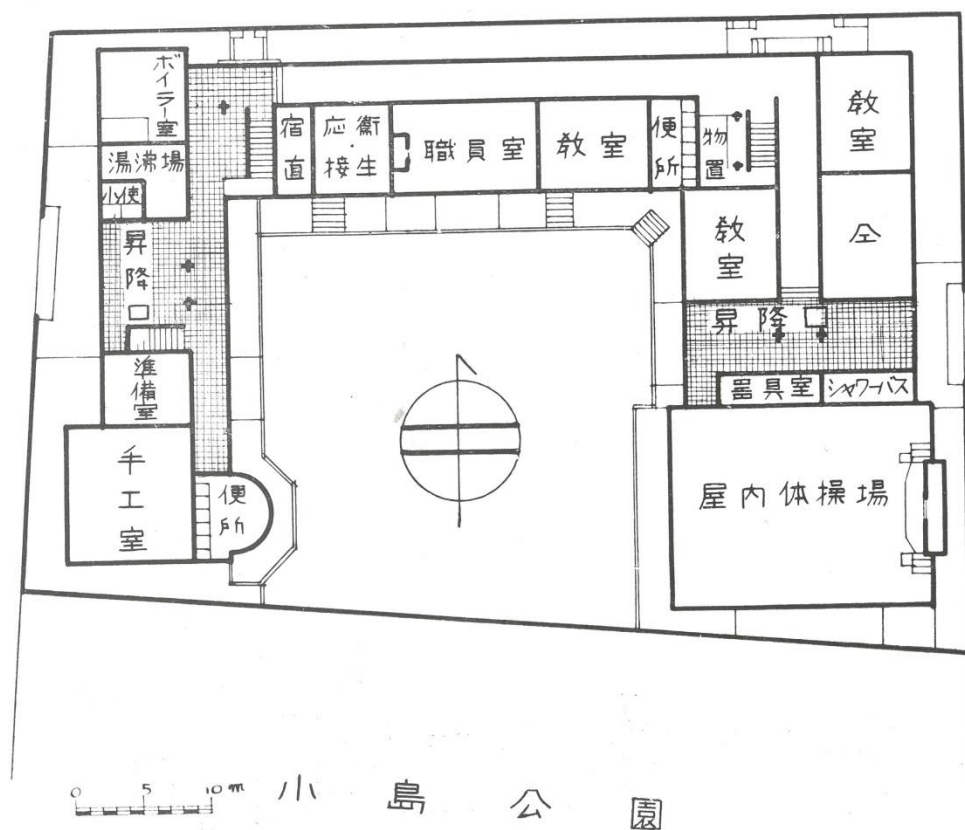 ボイラー室
湯沸場
小使
昇降口
準備室
手工室
便所
宿直
応接・衛生
職員室
教室
便所
物置
教室
教室
仝
昇降口
器具室
シャワーバス
屋内体操場
0 5 10m
小島公園